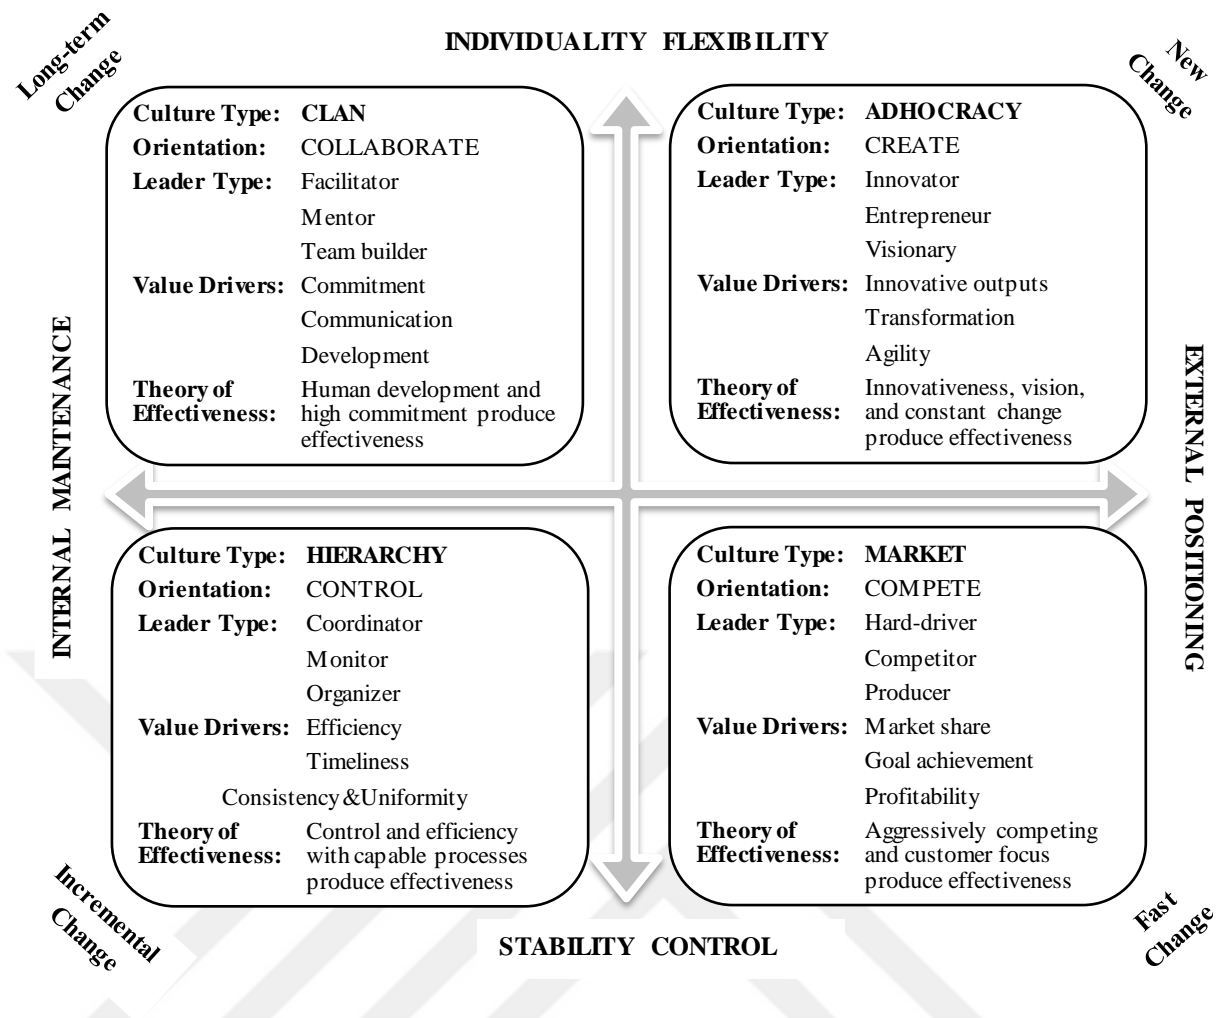 Long-term
Change
INDIVIDUALITY FLEXIBILITY
New
Change
Culture Type: CLAN
Orientation: COLLABORATE
Leader Type: Facilitator
Mentor
Team builder
Value Drivers: Commitment
Communication
Development
Theory of Effectiveness: Human development and
high commitment produce
effectiveness
Culture Type: ADHOCRACY
Orientation: CREATE
Leader Type: Innovator
Entrepreneur
Visionary
Value Drivers: Innovative outputs
Transformation
Agility
Theory of Effectiveness: Innovativeness, vision,
and constant change
produce effectiveness
INTERNAL MAINTENANCE
EXTERNAL POSITIONING
Culture Type: HIERARCHY
Orientation: CONTROL
Leader Type: Coordinator
Monitor
Organizer
Value Drivers: Efficiency
Timeliness
Consistency &Uniformity
Theory of Effectiveness: Control and efficiency
with capable processes
produce effectiveness
Culture Type: MARKET
Orientation: COMPETE
Leader Type: Hard-driver
Competitor
Producer
Value Drivers: Market share
Goal achievement
Profitability
Theory of Effectiveness: Aggressively competing
and customer focus
produce effectiveness
Incremental
Change
STABILITY CONTROL
Fast
Change